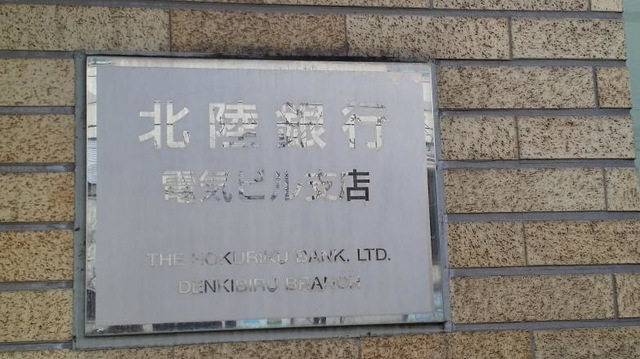 北陸銀行
電気ビル支店
THE HOKURIKU BANK, LTD.
DENKIBIRU BRANCH